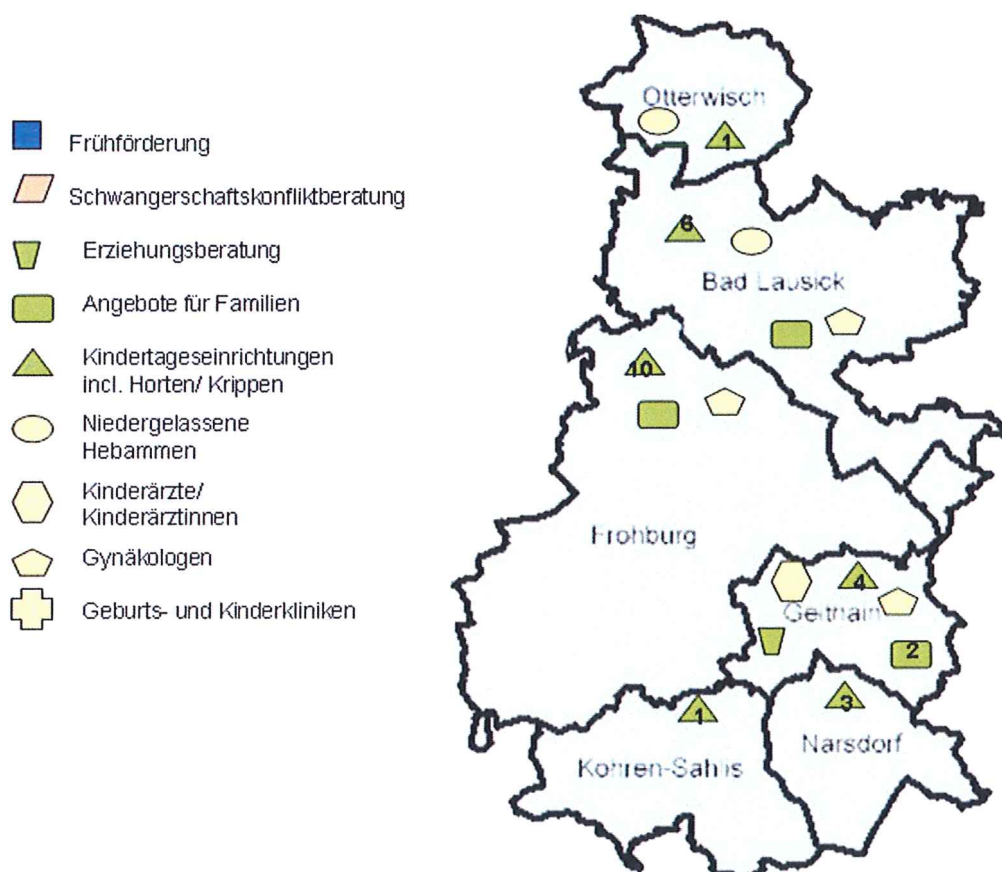 Frühförderung
Schwangerschaftskonfliktberatung
Erziehungsberatung
Angebote für Familien
Kindertageseinrichtungen
incl. Horten/ Krippen
Niedergelassene
Hebammen
Kinderärzte/
Kinderärztinnen
Gynäkologen
Geburts- und Kinderkliniken
Otterwisch
1
6
Bad Lausick
10
Frohburg
4
Geithain
2
1
3
Narsdorf
Kohren-Sahlis